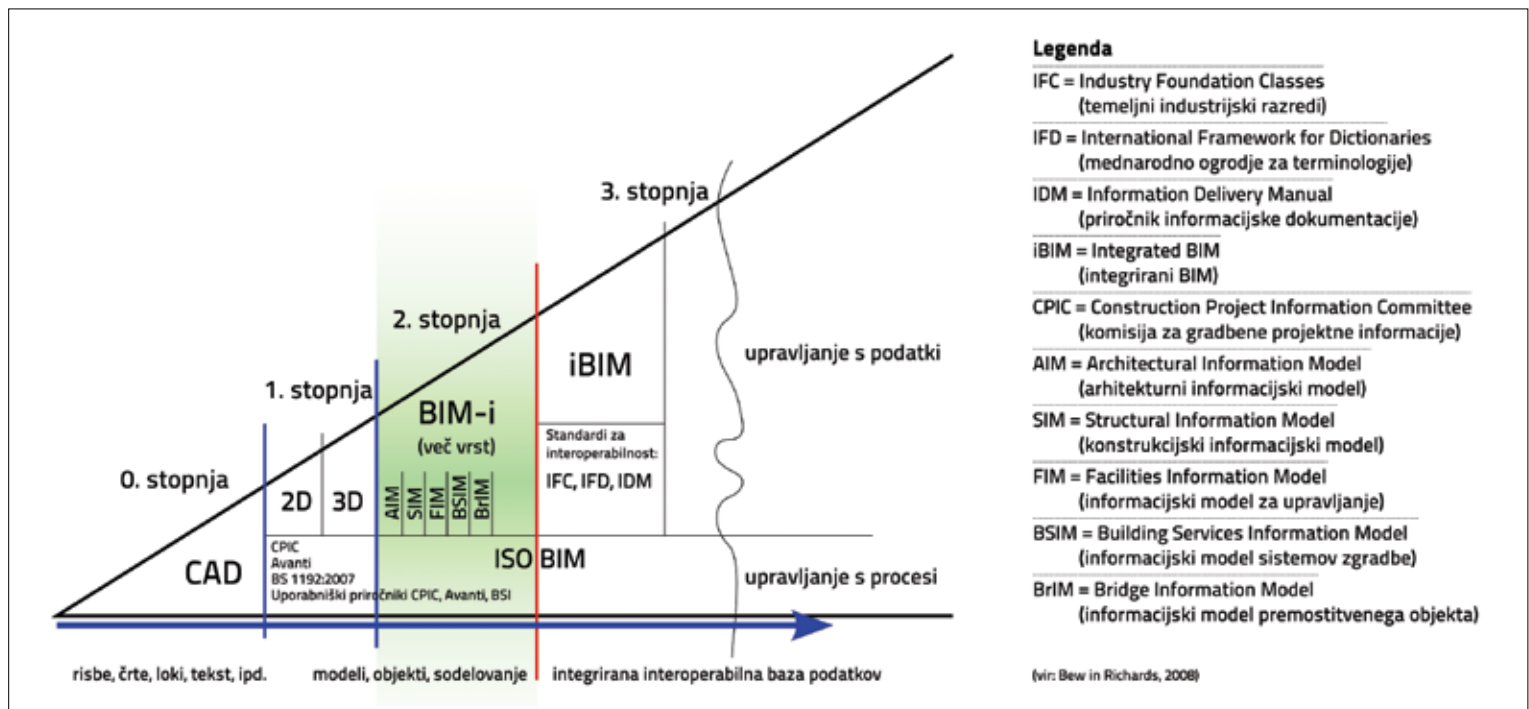 0. stopnja
1. stopnja
2. stopnja
3. stopnja
CAD
2D
3D
CPIC
Avanti
BS 1192:2007
Uporabniški priročniki CPIC, Avanti, BSI
BIM-i
(več vrst)
AIM
SIM
FIM
BSIM
BrIM
ISO BIM
iBIM
Standardi za
interoperabilnost:
IFC, IFD, IDM
upravljanje s podatki
upravljanje s procesi
risbe, črte, loki, tekst, ipd.
modeli, objekti, sodelovanje
integrirana interoperabilna baza podatkov
Legenda
IFC = Industry Foundation Classes
(temeljni industrijski razredi)
IFD = International Framework for Dictionaries
(mednarodno ogrodje za terminologije)
IDM = Information Delivery Manual
(priročnik informacijske dokumentacije)
iBIM = Integrated BIM
(integrirani BIM)
CPIC = Construction Project Information Committee
(komisija za gradbene projektne informacije)
AIM = Architectural Information Model
(arhitekturni informacijski model)
SIM = Structural Information Model
(konstrukcijski informacijski model)
FIM = Facilities Information Model
(informacijski model za upravljanje)
BSIM = Building Services Information Model
(informacijski model sistemov zgradbe)
BrIM = Bridge Information Model
(informacijski model premostitvenega objekta)
(vir: Bew in Richards, 2008)